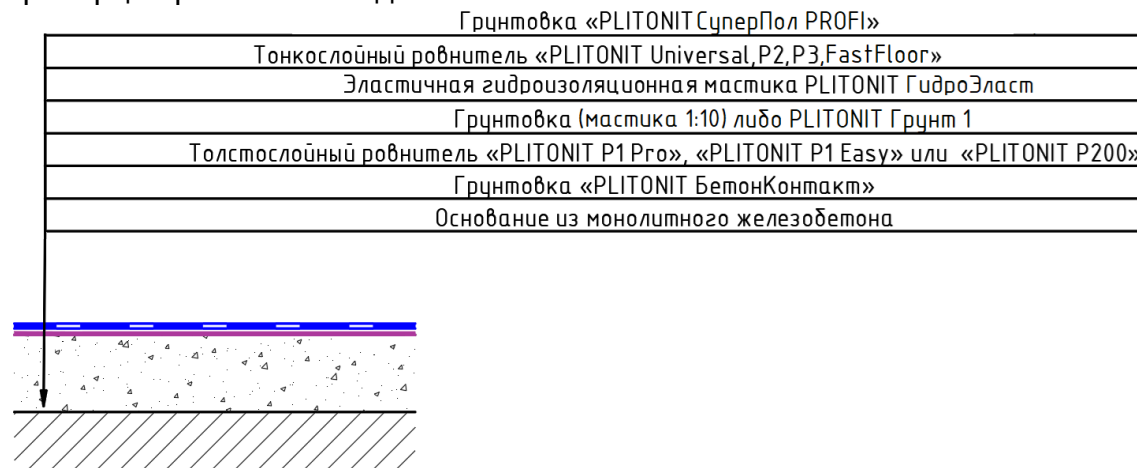 Грунтовка «PLITONITСуперПол PROFI»
Тонкослойный ровнитель «PLITONIT Universal,P2,P3,FastFloor»
Эластичная гидроизоляционная мастика PLITONIT ГидроЭласт
Грунтовка (мастика 1:10) либо PLITONIT Грунт 1
Толстослойный ровнитель «PLITONIT P1 Pro», «PLITONIT P1 Easy» или «PLITONIT P200»
Грунтовка «PLITONIT БетонКонтакт»
Основание из монолитного железобетона